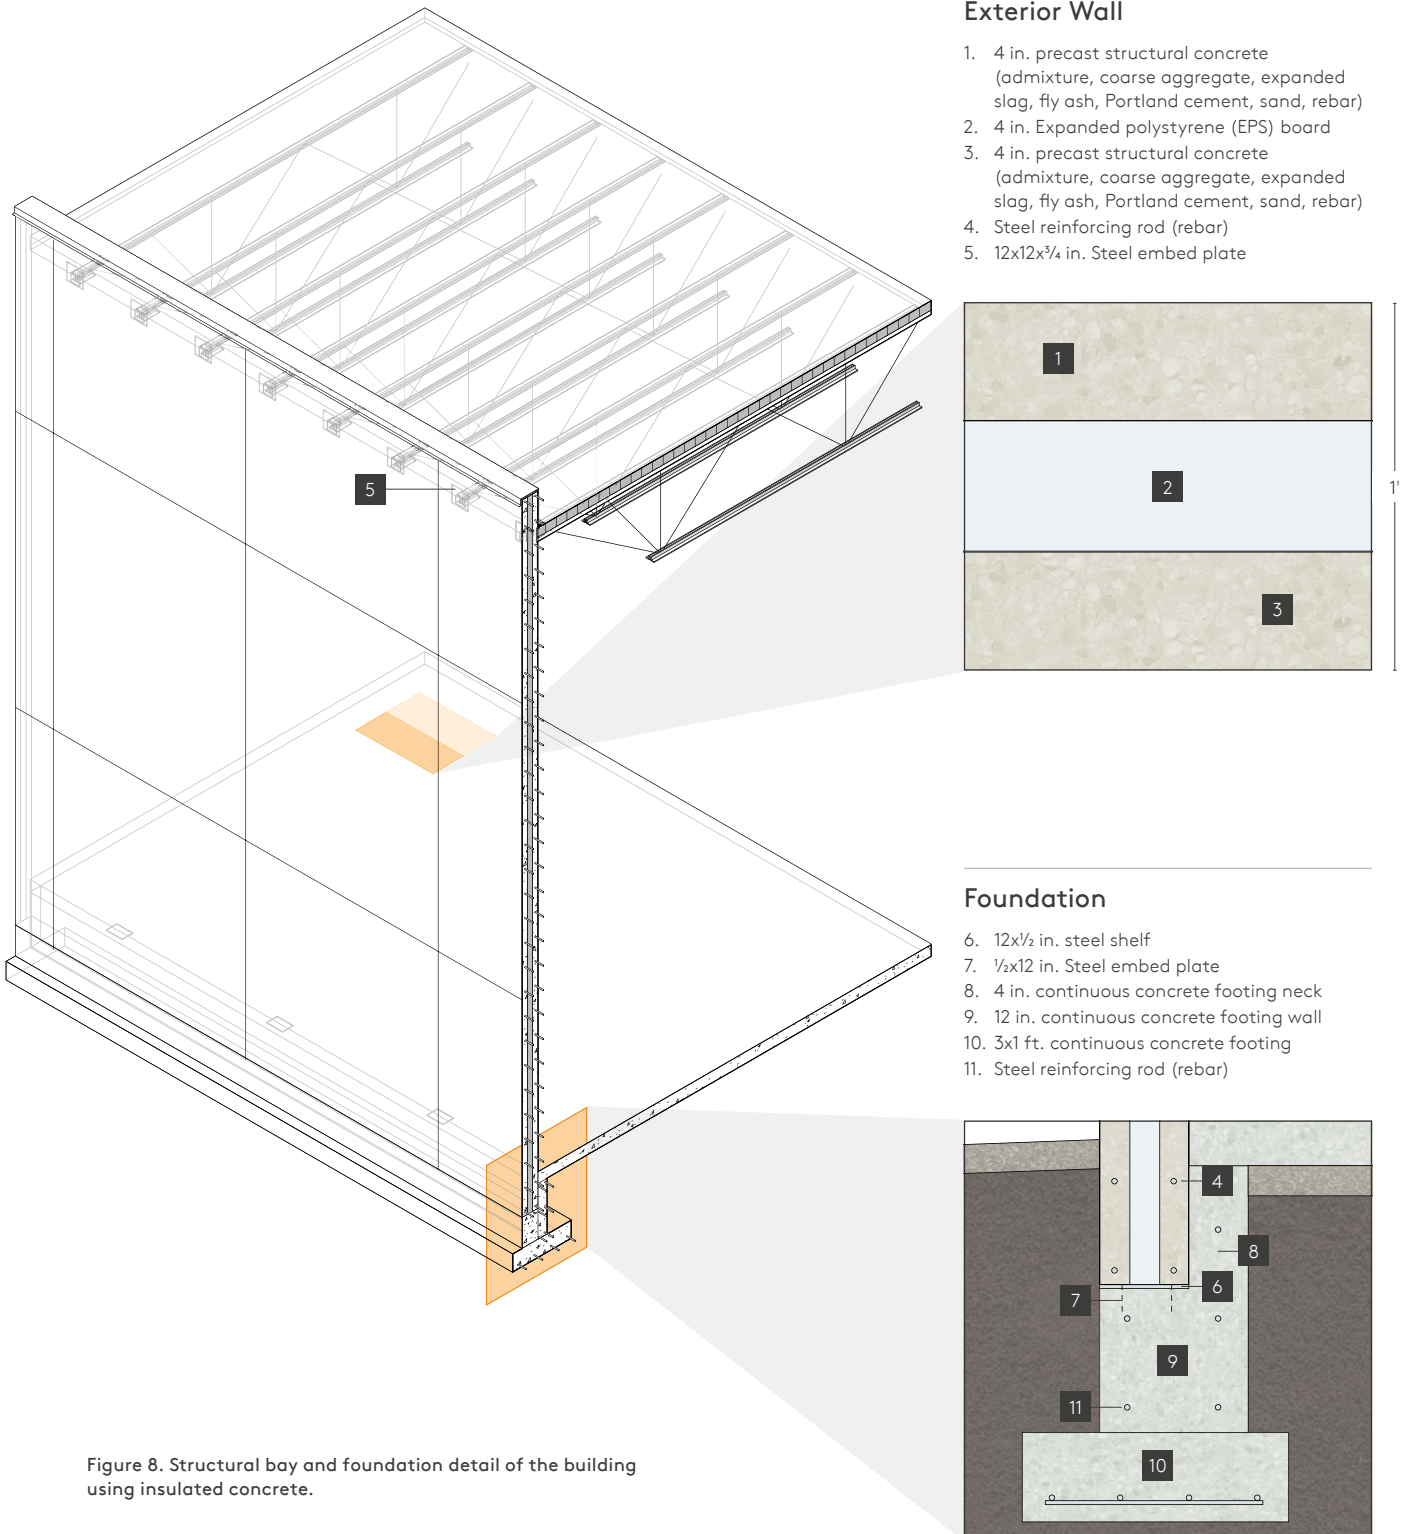 Exterior Wall
1. 4 in. precast structural concrete
(admixture, coarse aggregate, expanded
slag, fly ash, Portland cement, sand, rebar)
2. 4 in. Expanded polystyrene (EPS) board
3. 4 in. precast structural concrete
(admixture, coarse aggregate, expanded
slag, fly ash, Portland cement, sand, rebar)
4. Steel reinforcing rod (rebar)
5. 12x12x¾ in. Steel embed plate
1
2
1'
3
5
Foundation
6. 12x½ in. steel shelf
7. ½x12 in. Steel embed plate
8. 4 in. continuous concrete footing neck
9. 12 in. continuous concrete footing wall
10. 3x1 ft. continuous concrete footing
11. Steel reinforcing rod (rebar)
4
8
6
7
9
11
10
Figure 8. Structural bay and foundation detail of the building
using insulated concrete.